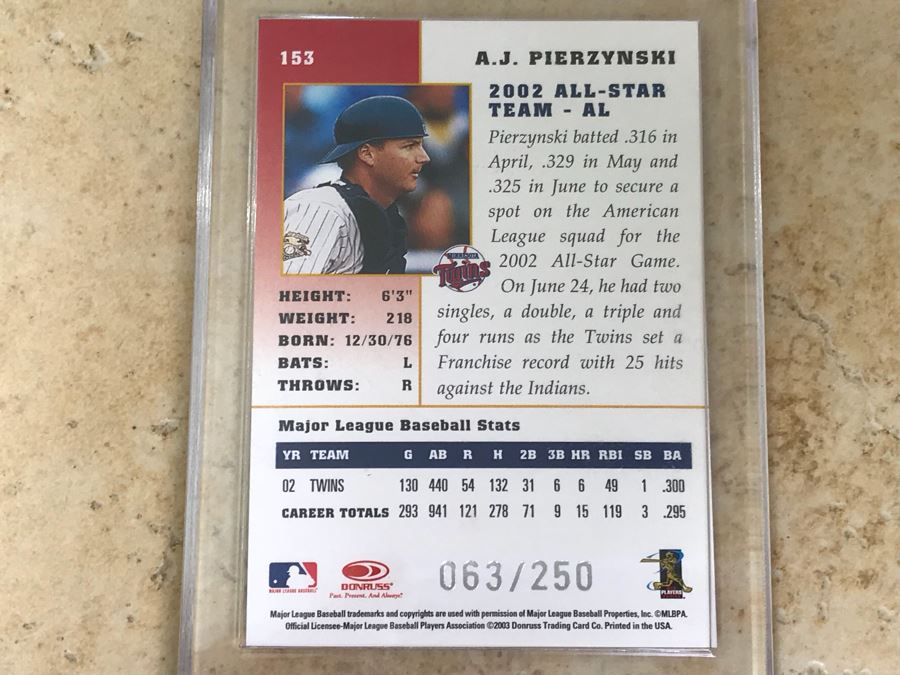 153
A.J. PIERZYNSKI
2002 ALL-STAR
TEAM - AL
Pierzynski batted .316 in
April, .329 in May and
.325 in June to secure a
spot on the American
League squad for the
2002 All-Star Game.
On June 24, he had two
singles, a double, a triple and
four runs as the Twins set a
Franchise record with 25 hits
against the Indians.
Twins
HEIGHT: 6'3"
WEIGHT: 218
BORN: 12/30/76
BATS: L
THROWS: R
Major League Baseball Stats
YR TEAM G AB R H 2B 3B HR RBI SB BA
02 TWINS 130 440 54 132 31 6 6 49 1 .300
CAREER TOTALS 293 941 121 278 71 9 15 119 3 .295
MAJOR LEAGUE BASEBALL
DONRUSS
Past. Present. And Always!
063/250
PLAYERS
Major League Baseball trademarks and copyrights are used with permission of Major League Baseball Properties, Inc. ©MLBPA.
Official Licensee-Major League Baseball Players Association ©2003 Donruss Trading Card Co. Printed in the USA.